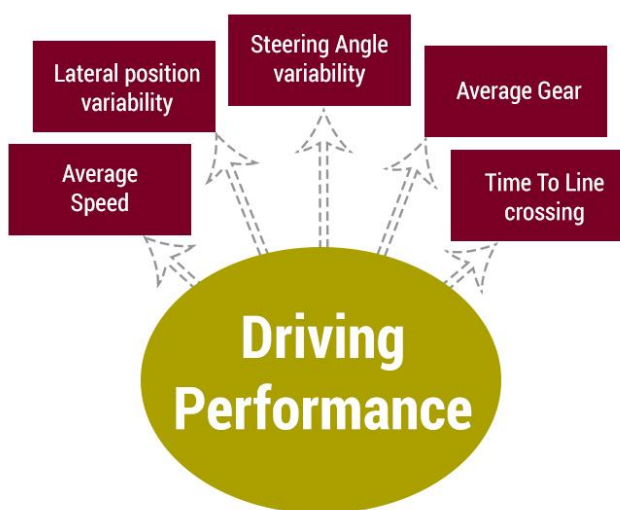 Steering Angle
variability
Lateral position
variability
Average Gear
Average
Speed
Time To Line
crossing
Driving
Performance